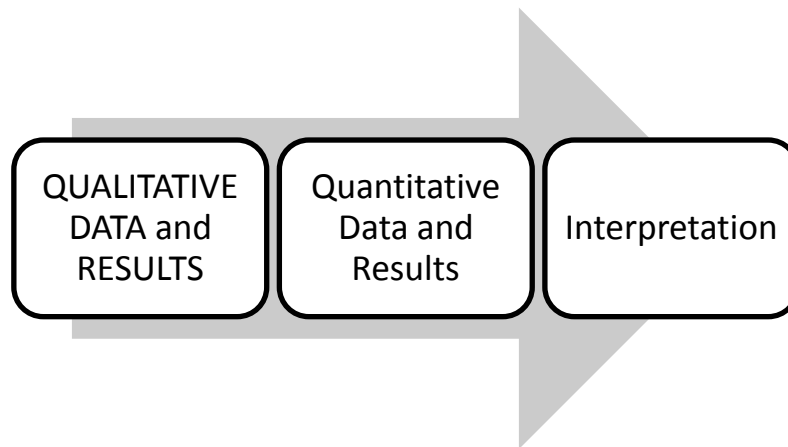 QUALITATIVE
DATA and
RESULTS
Quantitative
Data and
Results
Interpretation